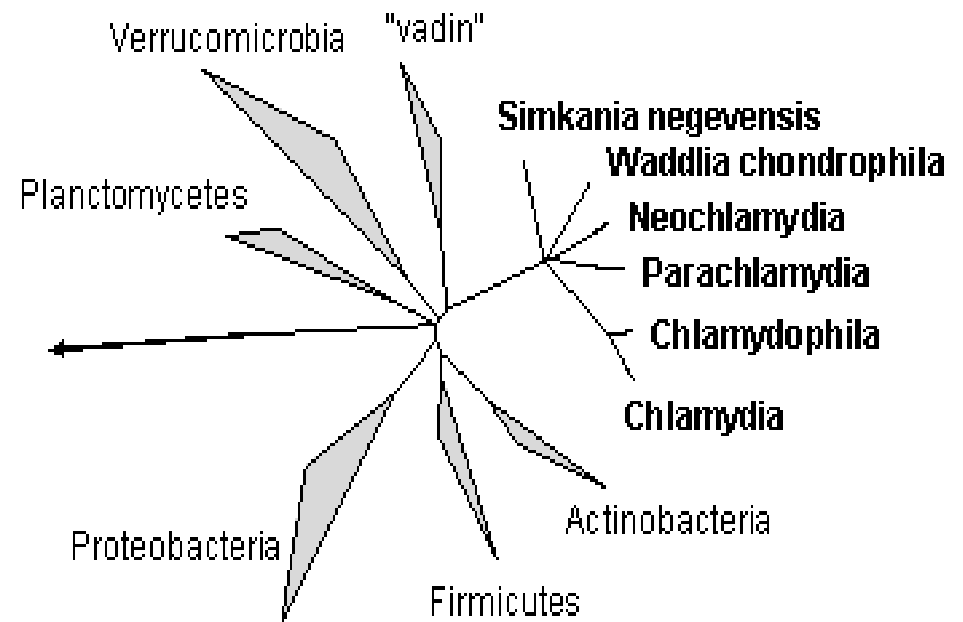 Verrucomicrobia
"vadin"
Simkania negevensis
Waddlia chondrophila
Planctomycetes
Neochlamydia
Parachlamydia
Chlamydophila
Chlamydia
Actinobacteria
Proteobacteria
Firmicutes